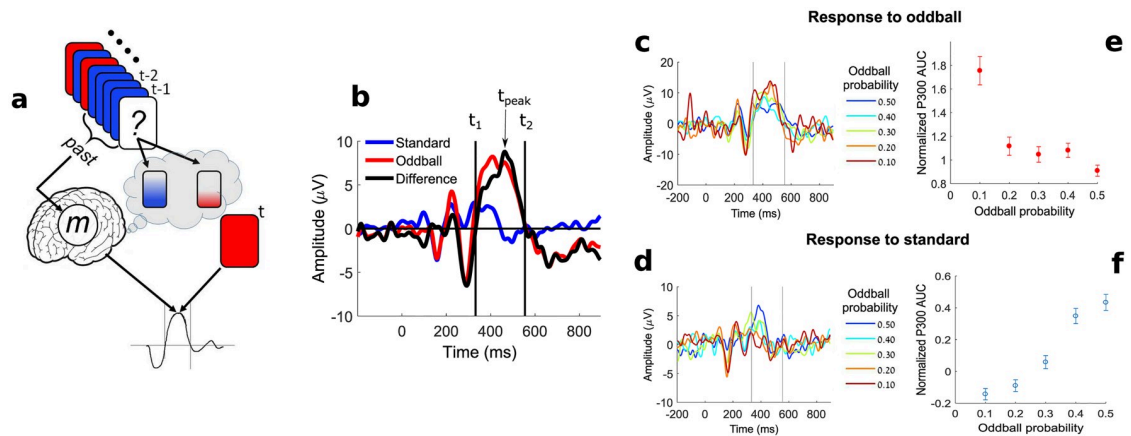 a
t-2
t-1
?
past
m
t
b
t1
tpeak
t2
Standard
Oddball
Difference
Amplitude (μV)
10
5
0
-5
-10
0
200
400
600
800
Time (ms)
Response to oddball
c
Amplitude (μV)
20
10
0
-10
-20
-200
0
200
400
600
800
Time (ms)
Oddball
probability
0.50
0.40
0.30
0.20
0.10
e
Normalized P300 AUC
1.8
1.6
1.4
1.2
1
0.8
0
0.1
0.2
0.3
0.4
0.5
Oddball probability
Response to standard
d
Amplitude (μV)
10
5
0
-5
-10
-200
0
200
400
600
800
Time (ms)
Oddball
probability
0.50
0.40
0.30
0.20
0.10
f
Normalized P300 AUC
0.6
0.4
0.2
0
-0.2
0
0.1
0.2
0.3
0.4
0.5
Oddball probability